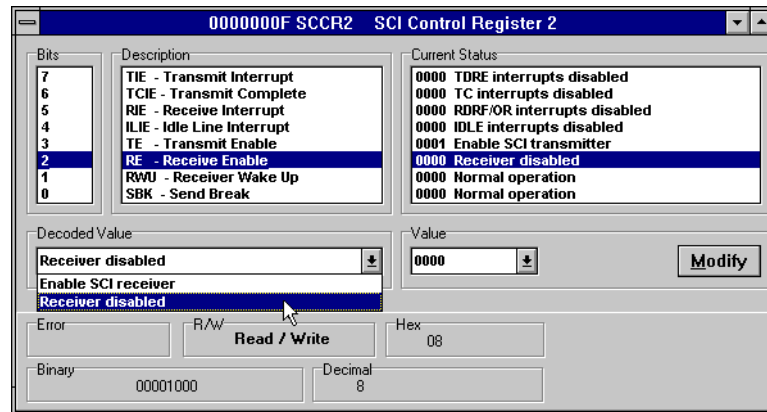 0000000F SCCR2 SCI Control Register 2
Bits
7
6
5
4
3
2
1
0
Description
TIE - Transmit Interrupt
TCIE - Transmit Complete
RIE - Receive Interrupt
ILIE - Idle Line Interrupt
TE - Transmit Enable
RE - Receive Enable
RWU - Receiver Wake Up
SBK - Send Break
Current Status
0000 TDRE interrupts disabled
0000 TC interrupts disabled
0000 RDRF/OR interrupts disabled
0000 IDLE interrupts disabled
0001 Enable SCI transmitter
0000 Receiver disabled
0000 Normal operation
0000 Normal operation
Decoded Value
Receiver disabled
Enable SCI receiver
Receiver disabled
Value
0000
Modify
Error
R/W
Read / Write
Hex
08
Binary
00001000
Decimal
8